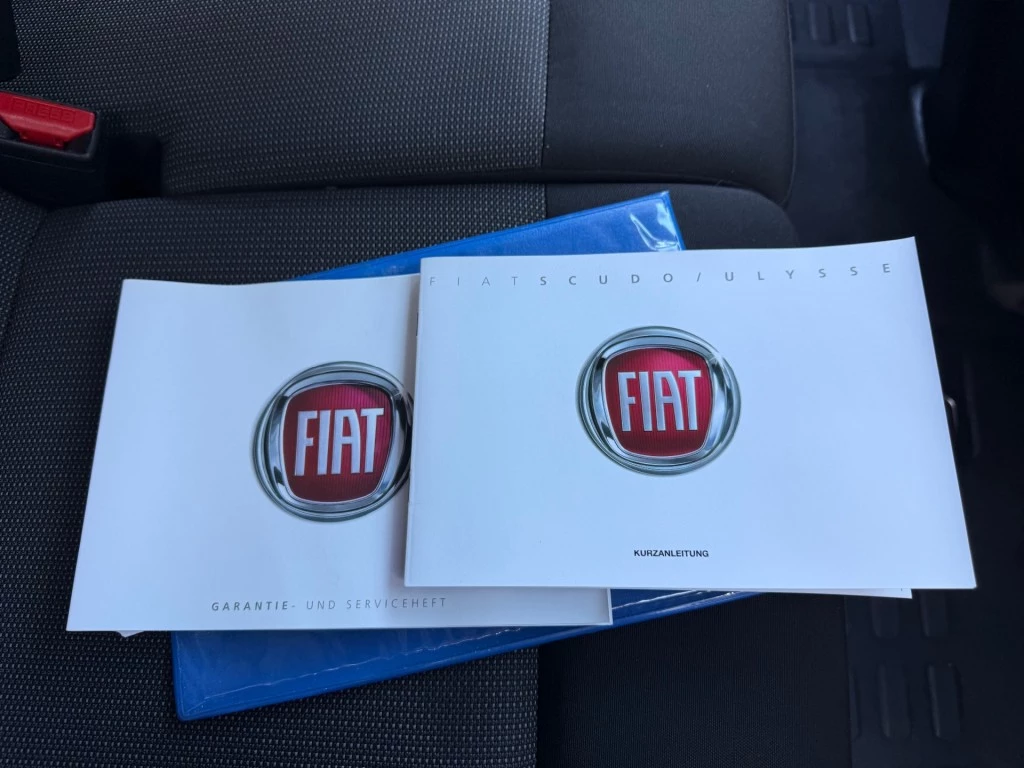 FIAT SCUDO / ULYSSE
FIAT
KURZANLEITUNG
FIAT
GARANTIE- UND SERVICEHEFT